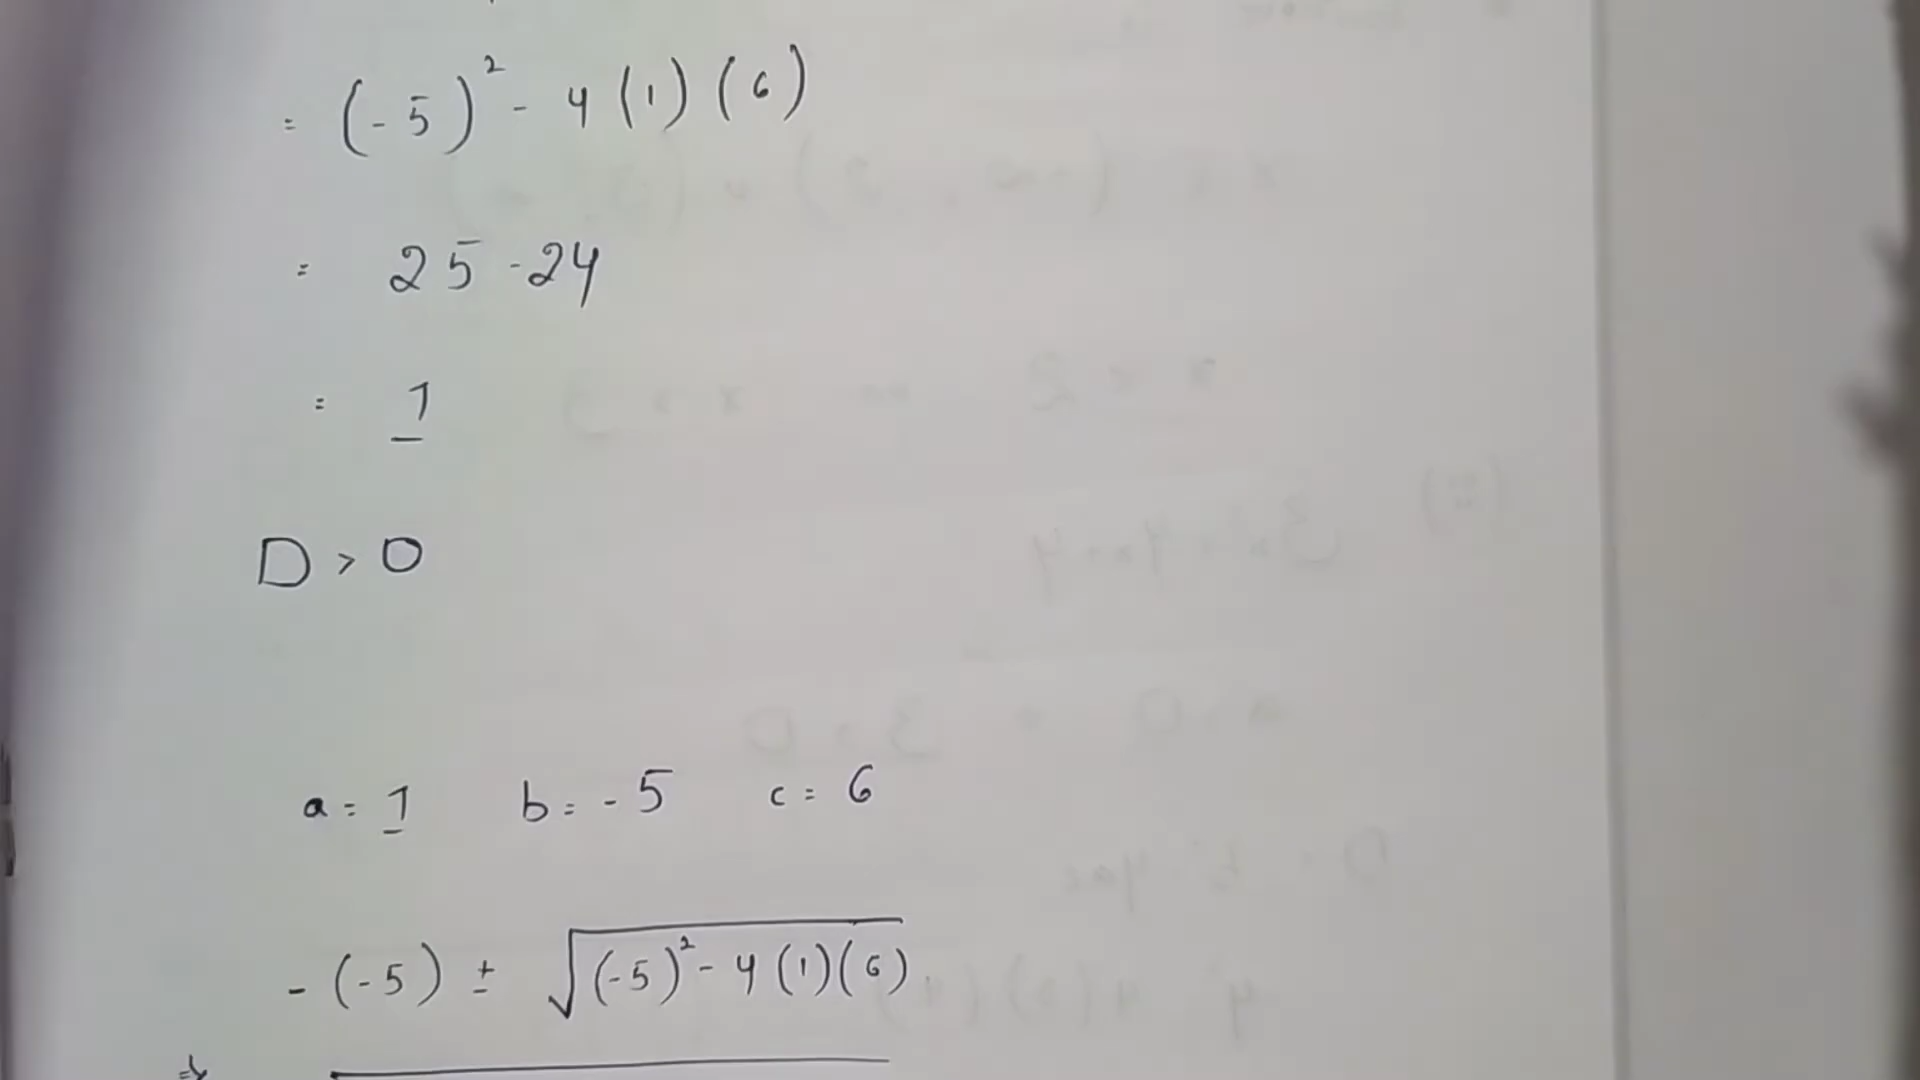 = (-5)² - 4(1)(6)
= 25 - 24
= 1
D > 0
a = 1 b = -5 c = 6
-(-5) ± √(-5)² - 4(1)(6)
⇒